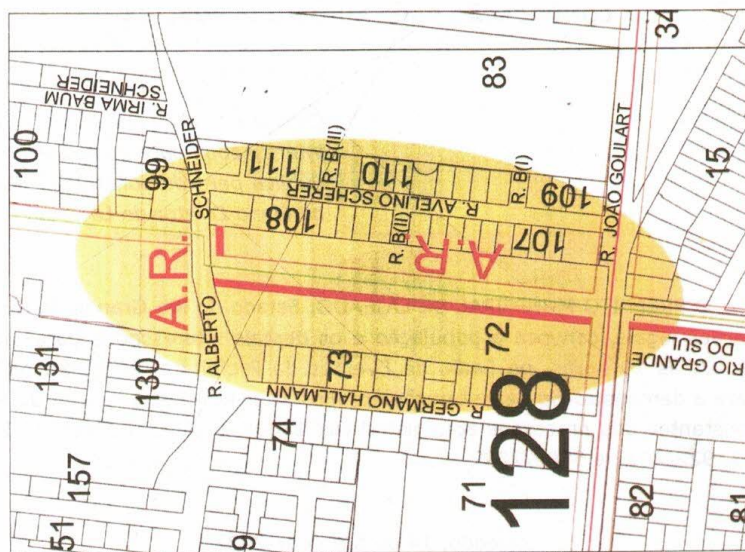 100
R. IRMA BAUM
SCHNEIDER
99
83
34
131
130
A.R.
R. ALBERTO
SCHNEIDER
111
R. B(III)
110
R. AVELINO SCHERER
108
R. B(II)
R. B(I)
109
107
A.R.
R. JOÃO GOULART
15
157
51
9
74
73
72
R. GERMANO HALLMANN
71
128
RIO GRANDE
DO SUL
82
81